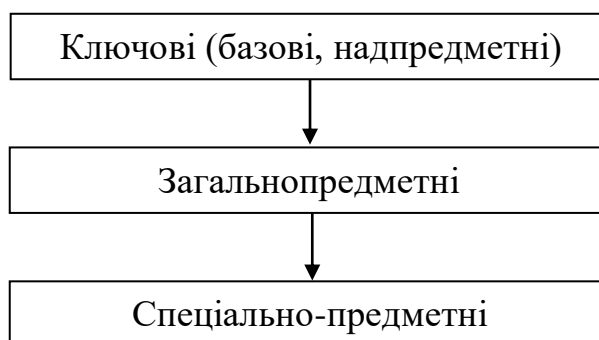 Ключові (базові, надпредметні)
Загальнопредметні
Спеціально-предметні